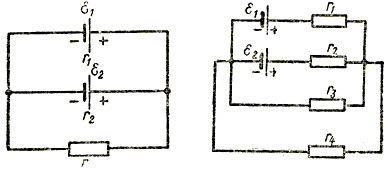 ℰ₁
− +
r₁
ℰ₂
− +
r₂
r
ℰ₁
− +
r₁
ℰ₂
− +
r₂
r₃
r₄